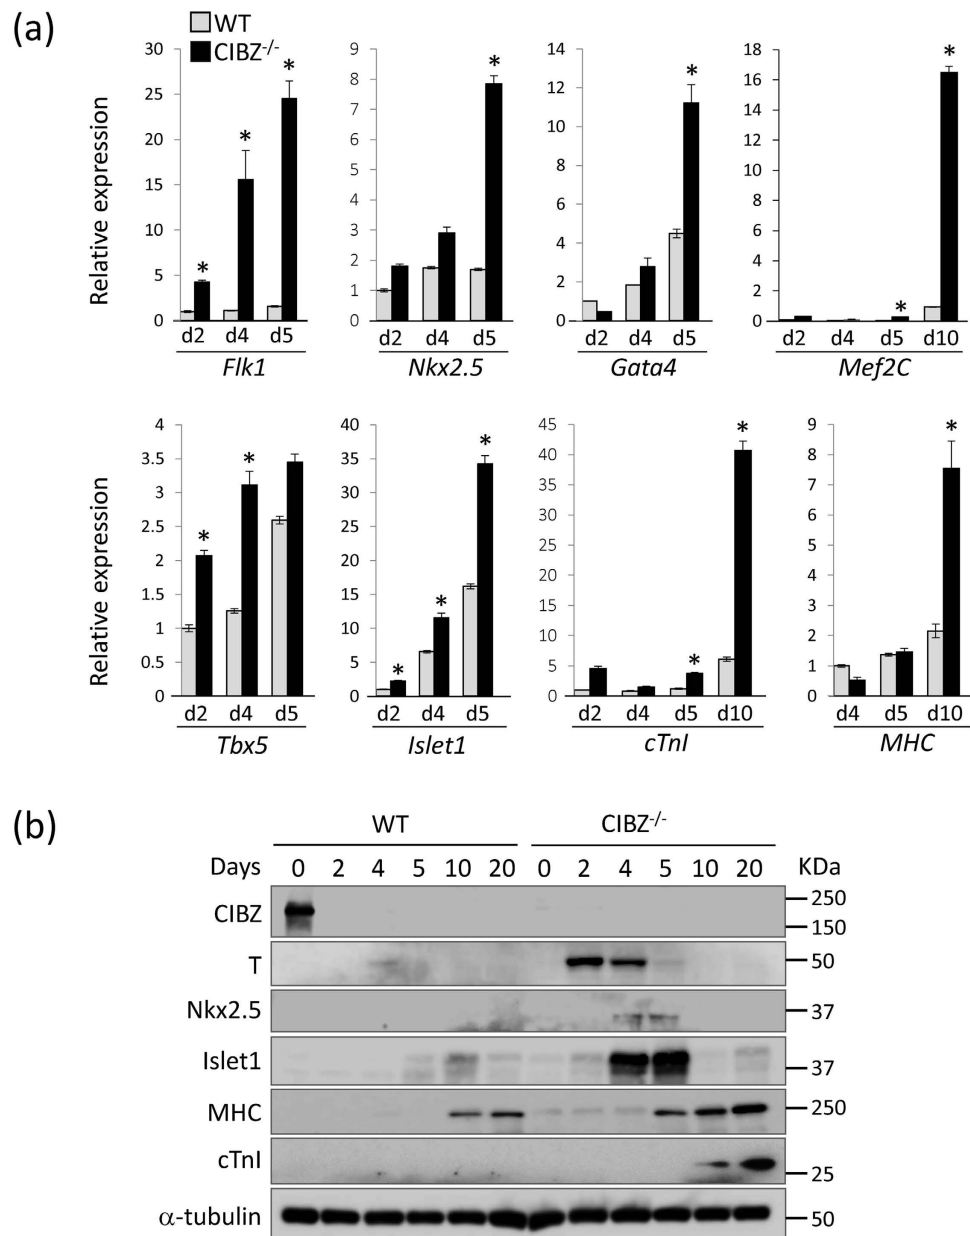 (a)
WT
CIBZ-/-
Relative expression
30
25
20
15
10
5
0
* * *
d2 d4 d5
Flk1
9
8
7
6
5
4
3
2
1
0
*
d2 d4 d5
Nkx2.5
14
12
10
8
6
4
2
0
*
d2 d4 d5
Gata4
18
16
14
12
10
8
6
4
2
0
* *
d2 d4 d5 d10
Mef2C
Relative expression
4
3.5
3
2.5
2
1.5
1
0.5
0
* *
d2 d4 d5
Tbx5
40
35
30
25
20
15
10
5
0
* * *
d2 d4 d5
Islet1
45
40
35
30
25
20
15
10
5
0
* *
d2 d4 d5 d10
cTnI
9
8
7
6
5
4
3
2
1
0
*
d4 d5 d10
MHC
(b)
WT CIBZ-/-
Days 0 2 4 5 10 20 0 2 4 5 10 20 KDa
CIBZ 250
150
T 50
Nkx2.5 37
Islet1 37
MHC 250
cTnI 25
α-tubulin 50